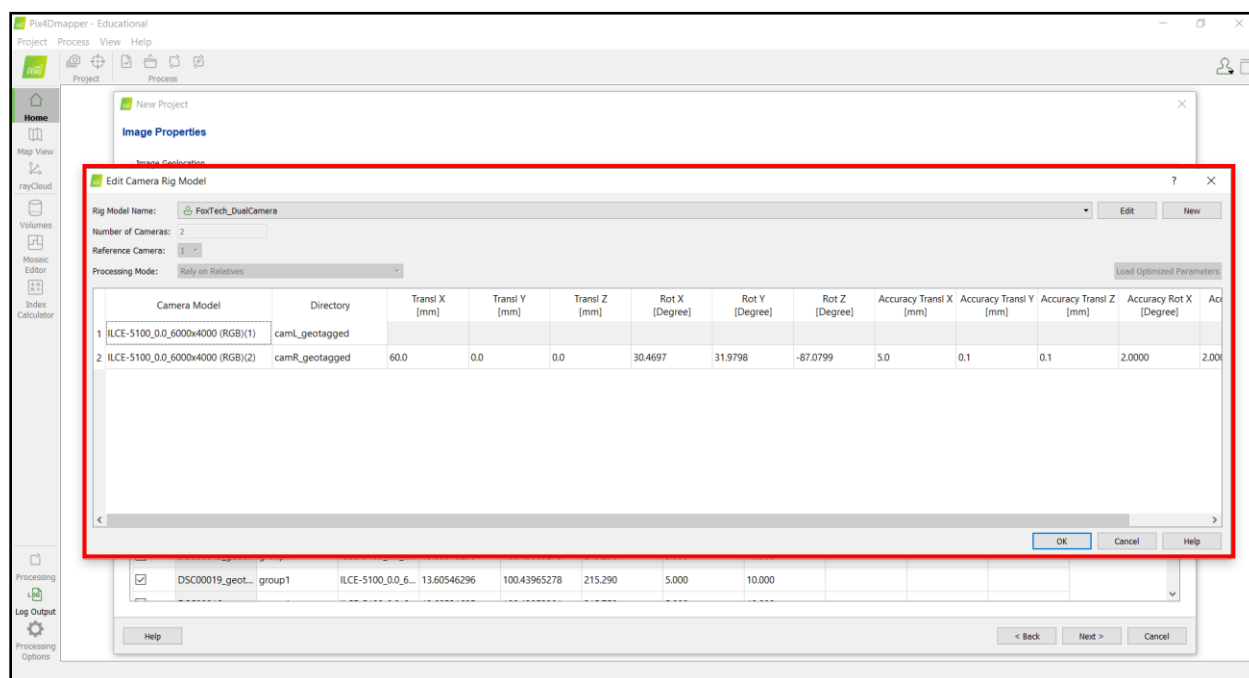 Pix4Dmapper - Educational
Project Process View Help
Project
Process
Home
Map View
rayCloud
Volumes
Mosaic
Editor
Index
Calculator
Processing
Log Output
Processing
Options
New Project
Image Properties
Image Geolocation
Edit Camera Rig Model
?
Rig Model Name: FoxTech_DualCamera Edit New
Number of Cameras: 2
Reference Camera: 1
Processing Mode: Rely on Relatives Load Optimized Parameters
Camera Model Directory Transl X [mm] Transl Y [mm] Transl Z [mm] Rot X [Degree] Rot Y [Degree] Rot Z [Degree] Accuracy Transl X [mm] Accuracy Transl Y [mm] Accuracy Transl Z [mm] Accuracy Rot X [Degree] Acc
1 ILCE-5100_0.0_6000x4000 (RGB)(1) camL_geotagged
2 ILCE-5100_0.0_6000x4000 (RGB)(2) camR_geotagged 60.0 0.0 0.0 30.4697 31.9798 -87.0799 5.0 0.1 0.1 2.0000 2.000
OK Cancel Help
DSC00019_geot... group1 ILCE-5100_0.0_6... 13.60546296 100.43965278 215.290 5.000 10.000
Help < Back Next > Cancel